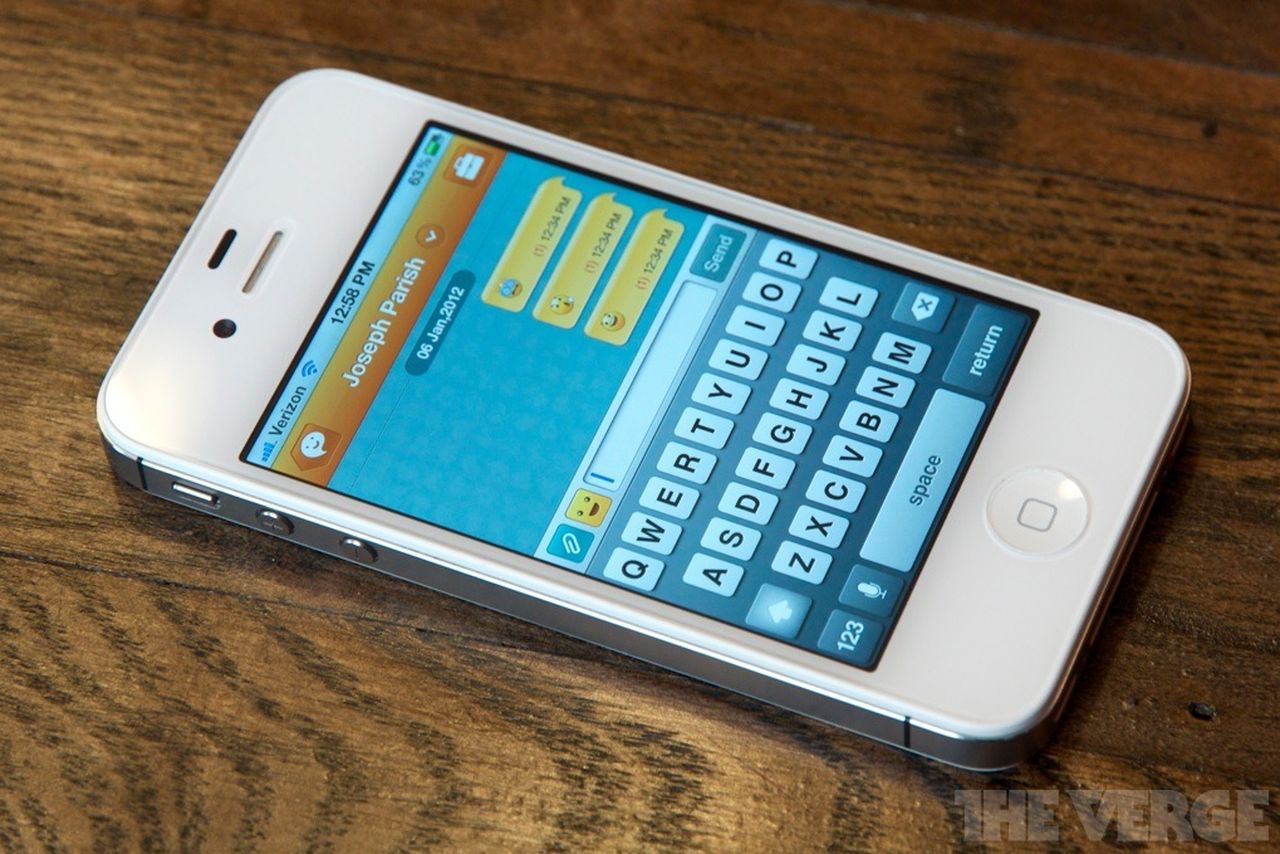 Verizon 12:58 PM 63 %
Joseph Parish
06 Jan,2012
(1) 12:34 PM
(1) 12:34 PM
(1) 12:34 PM
Send
Q W E R T Y U I O P
A S D F G H J K L
Z X C V B N M
123 space return
THE VERGE